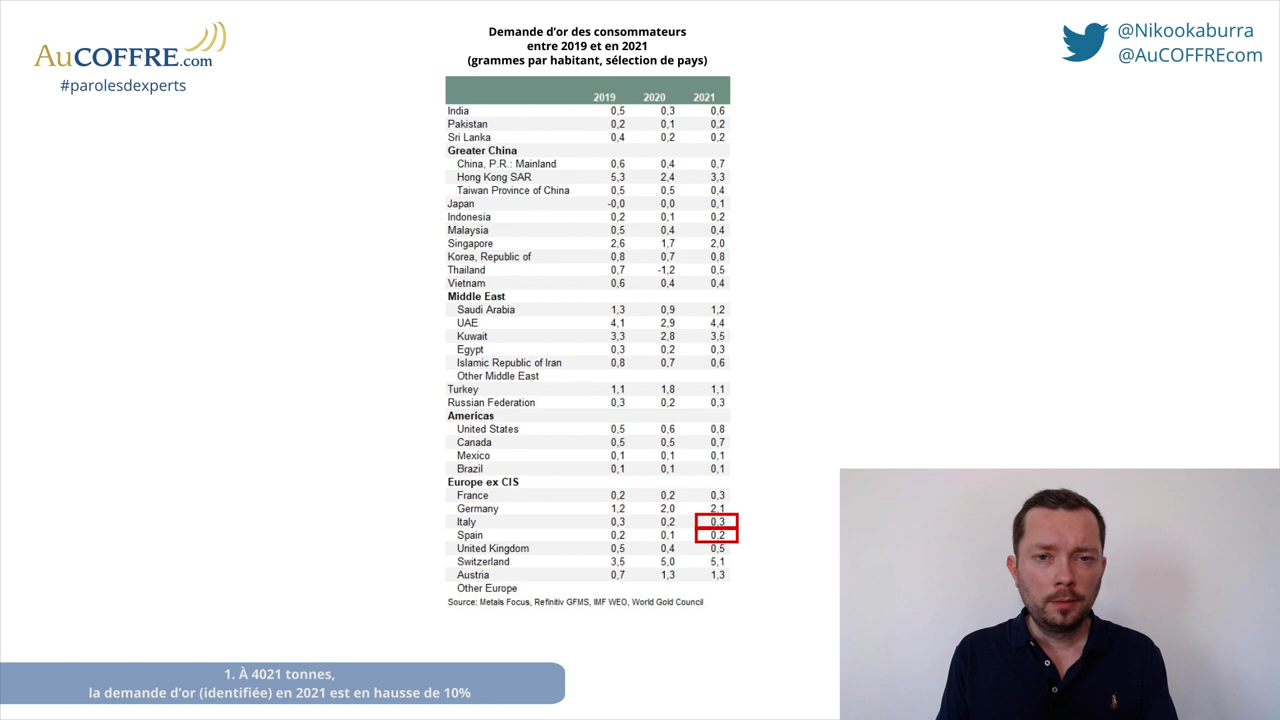 AuCOFFRE.com
#parolesdexperts
Demande d'or des consommateurs
entre 2019 et en 2021
(grammes par habitant, sélection de pays)
@Nikookaburra
@AuCOFFREcom
2019 2020 2021
India 0,5 0,3 0,6
Pakistan 0,2 0,1 0,2
Sri Lanka 0,4 0,2 0,2
Greater China
China, P.R.: Mainland 0,6 0,4 0,7
Hong Kong SAR 5,3 2,4 3,3
Taiwan Province of China 0,5 0,5 0,4
Japan -0,0 0,0 0,1
Indonesia 0,2 0,1 0,2
Malaysia 0,5 0,4 0,4
Singapore 2,6 1,7 2,0
Korea, Republic of 0,8 0,7 0,8
Thailand 0,7 -1,2 0,5
Vietnam 0,6 0,4 0,4
Middle East
Saudi Arabia 1,3 0,9 1,2
UAE 4,1 2,9 4,4
Kuwait 3,3 2,8 3,5
Egypt 0,3 0,2 0,3
Islamic Republic of Iran 0,8 0,7 0,6
Other Middle East
Turkey 1,1 1,8 1,1
Russian Federation 0,3 0,2 0,3
Americas
United States 0,5 0,6 0,8
Canada 0,5 0,5 0,7
Mexico 0,1 0,1 0,1
Brazil 0,1 0,1 0,1
Europe ex CIS
France 0,2 0,2 0,3
Germany 1,2 2,0 2,1
Italy 0,3 0,2 0,3
Spain 0,2 0,1 0,2
United Kingdom 0,5 0,4 0,5
Switzerland 3,5 5,0 5,1
Austria 0,7 1,3 1,3
Other Europe
Source: Metals Focus, Refinitiv GFMS, IMF WEO, World Gold Council
1. À 4021 tonnes,
la demande d'or (identifiée) en 2021 est en hausse de 10%